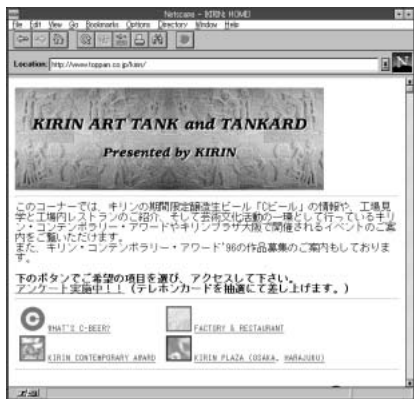 Netscape - [KIRIN: HOME]
File Edit View Go Bookmarks Options Directory Window Help
Location: http://www.toppan.co.jp/kirin/
N
KIRIN ART TANK and TANKARD
Presented by KIRIN
このコーナーでは、キリンの期間限定醸造生ビール「Cビール」の情報や、工場見
学と工場内レストランのご紹介、そして芸術文化活動の一環として行っているキリ
ン・コンテンポラリー・アワードやキリンプラザ大阪で開催されるイベントのご案
内をご覧いただけます。
また、キリン・コンテンポラリー・アワード'96の作品募集のご案内もしておりま
す。
下のボタンでご希望の項目を選び、アクセスして下さい。
アンケート実施中!!(テレホンカードを抽選にて差し上げます。)
WHAT'S C-BEER?
FACTORY & RESTAURANT
KIRIN CONTEMPORARY AWARD
KIRIN PLAZA (OSAKA, HARAJUKU)